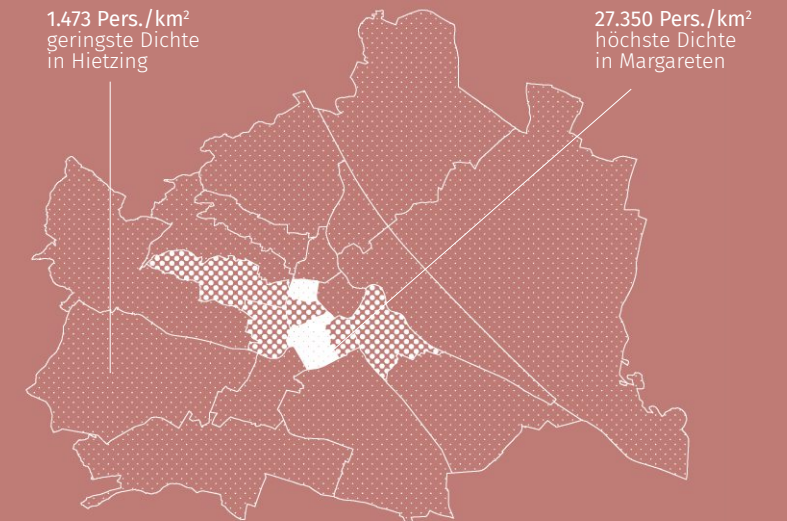 1.473 Pers./km²
geringste Dichte
in Hietzing
27.350 Pers./km²
höchste Dichte
in Margareten